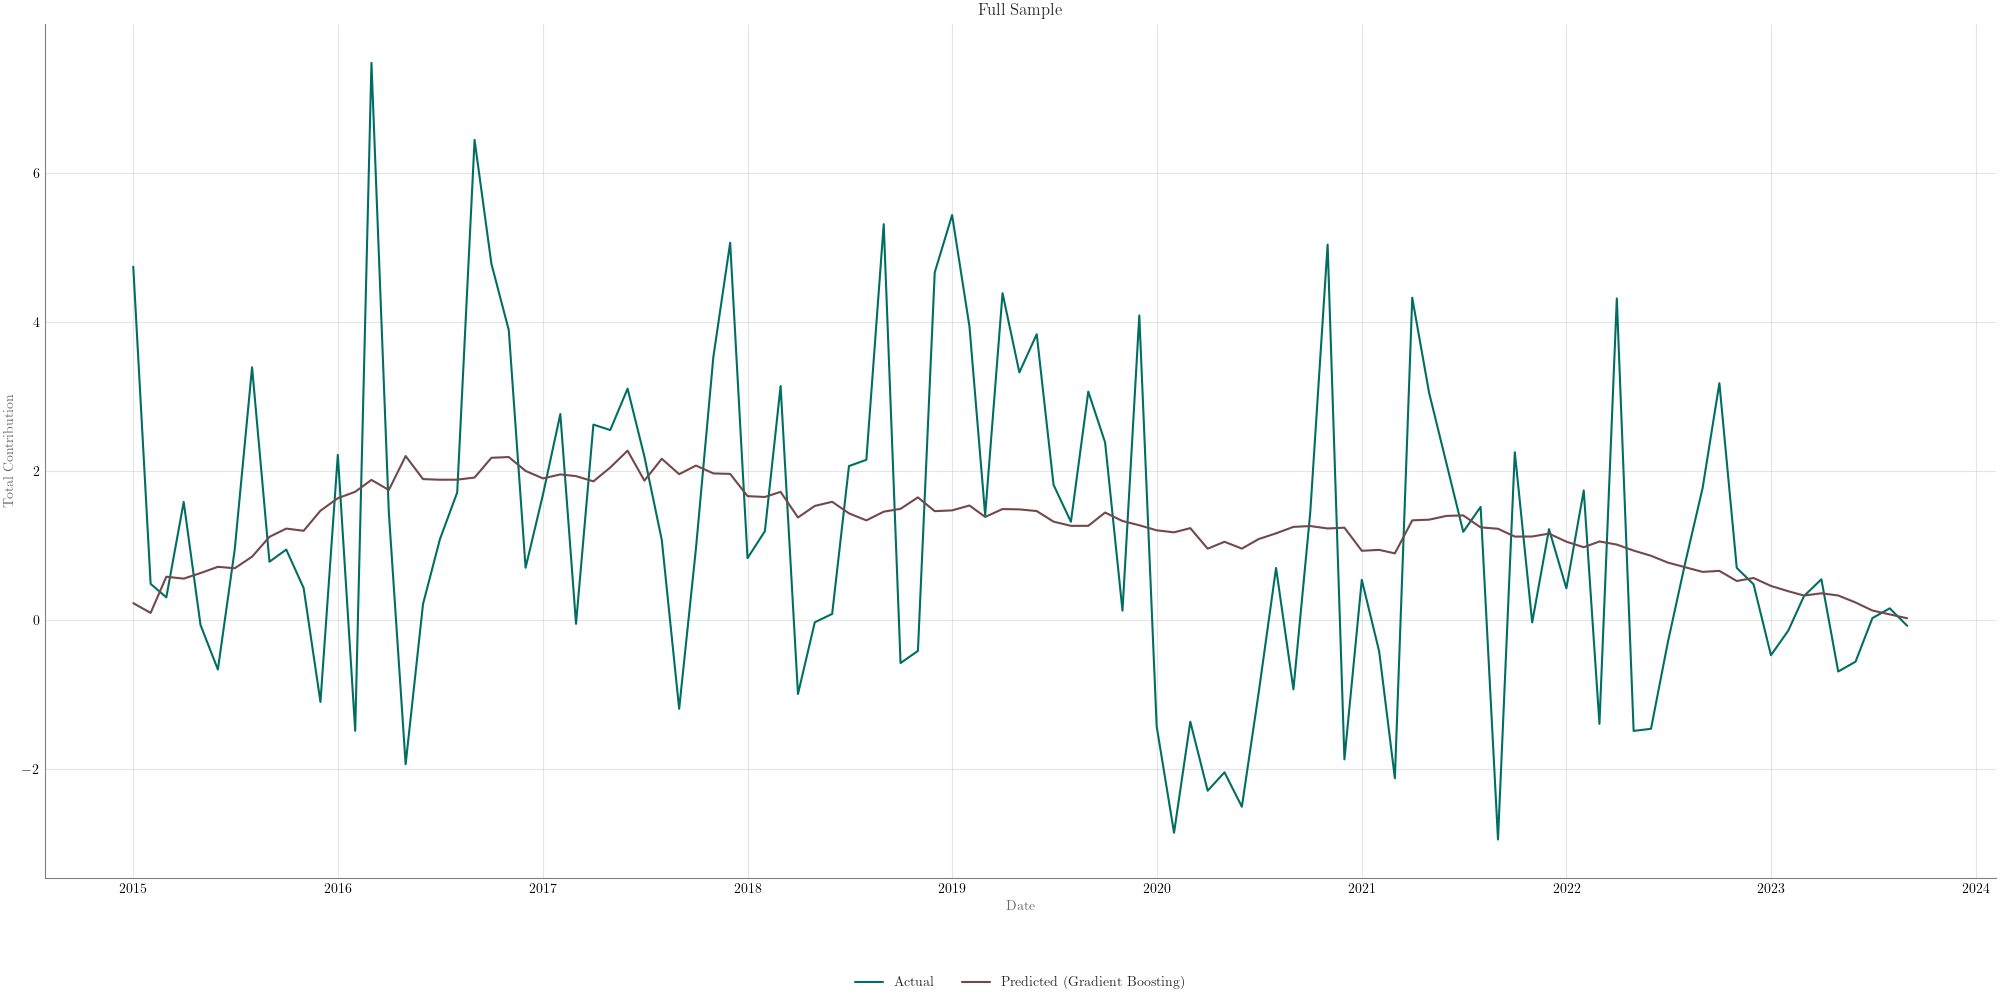 Full Sample
Total Contribution
6
4
2
0
−2
2015 2016 2017 2018 2019 2020 2021 2022 2023 2024
Date
Actual Predicted (Gradient Boosting)